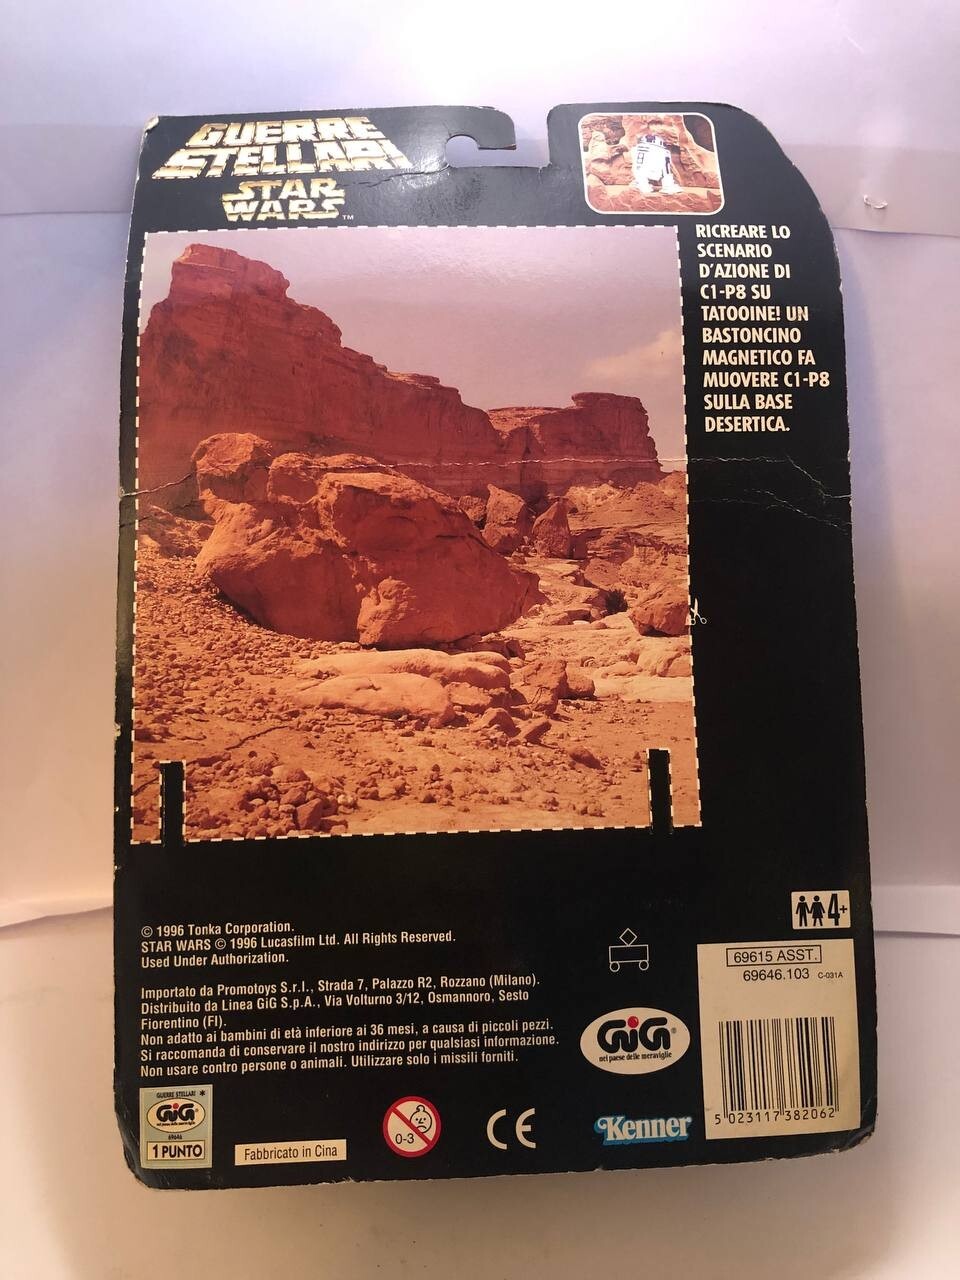 GUERRE
STELLARI
STAR
WARS™
RICREARE LO
SCENARIO
D'AZIONE DI
C1-P8 SU
TATOOINE! UN
BASTONCINO
MAGNETICO FA
MUOVERE C1-P8
SULLA BASE
DESERTICA.
© 1996 Tonka Corporation.
STAR WARS © 1996 Lucasfilm Ltd. All Rights Reserved.
Used Under Authorization.
Importato da Promotoys S.r.l., Strada 7, Palazzo R2, Rozzano (Milano).
Distribuito da Linea GiG S.p.A., Via Volturno 3/12, Osmannoro, Sesto
Fiorentino (FI).
Non adatto ai bambini di età inferiore ai 36 mesi, a causa di piccoli pezzi.
Si raccomanda di conservare il nostro indirizzo per qualsiasi informazione.
Non usare contro persone o animali. Utilizzare solo i missili forniti.
4+
69615 ASST.
69646.103 C-031A
5 023117 382062
GiG®
nel paese delle meraviglie
GUERRE STELLARI *
GiG
nel paese delle meraviglie
69646
1 PUNTO
Fabbricato in Cina
0-3
CE
Kenner